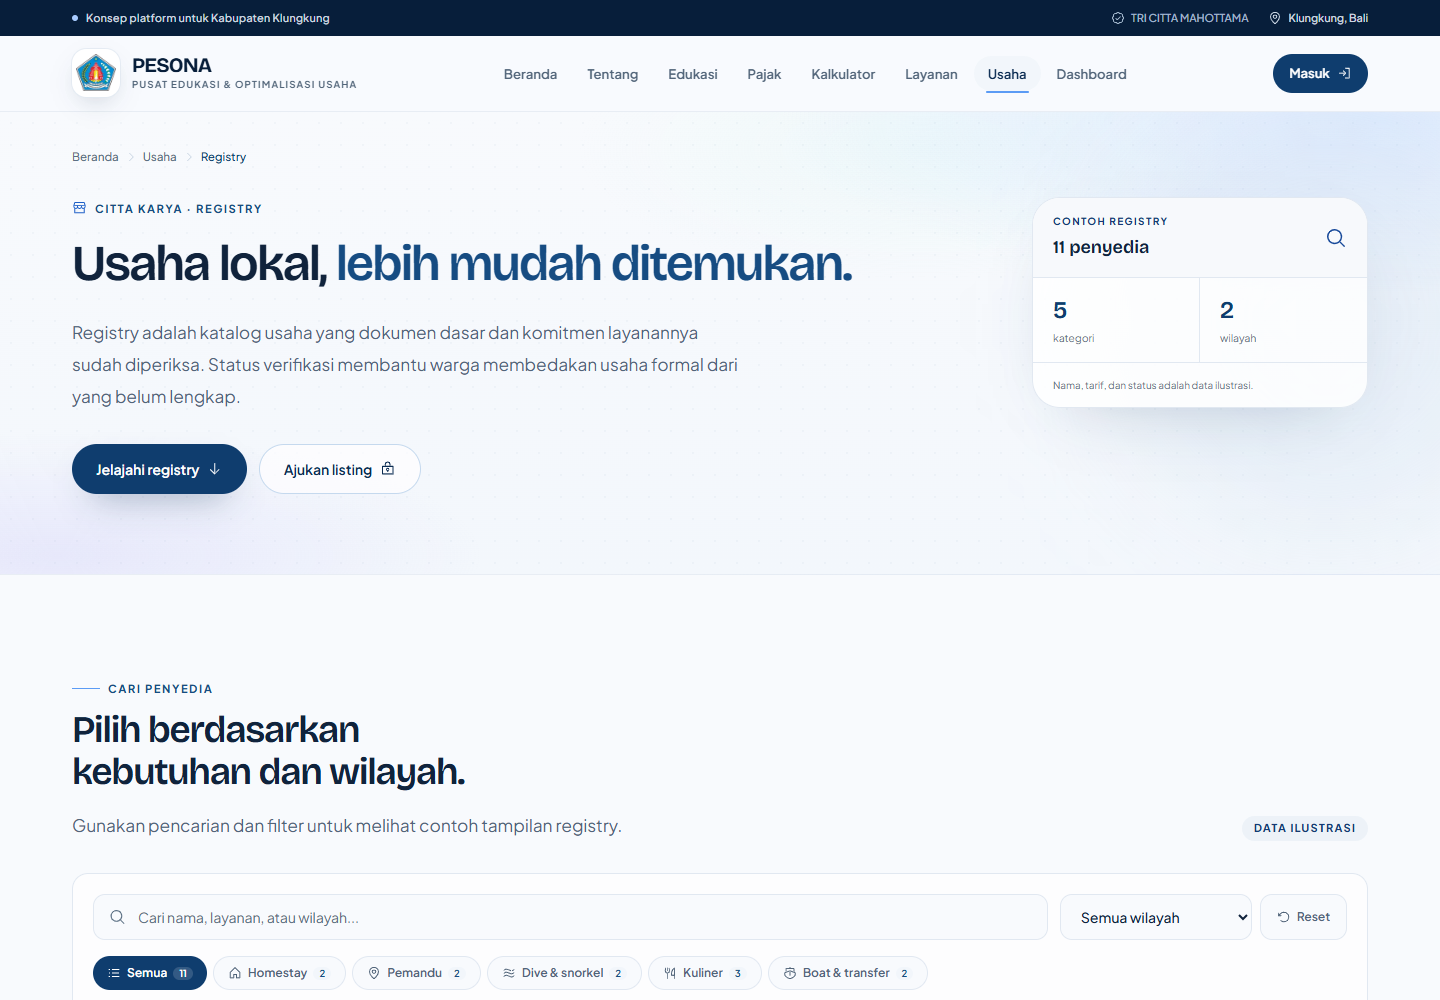 Konsep platform untuk Kabupaten Klungkung
TRI CITTA MAHOTTAMA
Klungkung, Bali
PESONA
PUSAT EDUKASI & OPTIMALISASI USAHA
Beranda
Tentang
Edukasi
Pajak
Kalkulator
Layanan
Usaha
Dashboard
Masuk
Beranda
Usaha
Registry
CITTA KARYA · REGISTRY
Usaha lokal, lebih mudah ditemukan.
Registry adalah katalog usaha yang dokumen dasar dan komitmen layanannya
sudah diperiksa. Status verifikasi membantu warga membedakan usaha formal dari
yang belum lengkap.
Jelajahi registry
Ajukan listing
CONTOH REGISTRY
11 penyedia
5
kategori
2
wilayah
Nama, tarif, dan status adalah data ilustrasi.
CARI PENYEDIA
Pilih berdasarkan
kebutuhan dan wilayah.
Gunakan pencarian dan filter untuk melihat contoh tampilan registry.
DATA ILUSTRASI
Cari nama, layanan, atau wilayah...
Semua wilayah
Reset
Semua 11
Homestay 2
Pemandu 2
Dive & snorkel 2
Kuliner 3
Boat & transfer 2